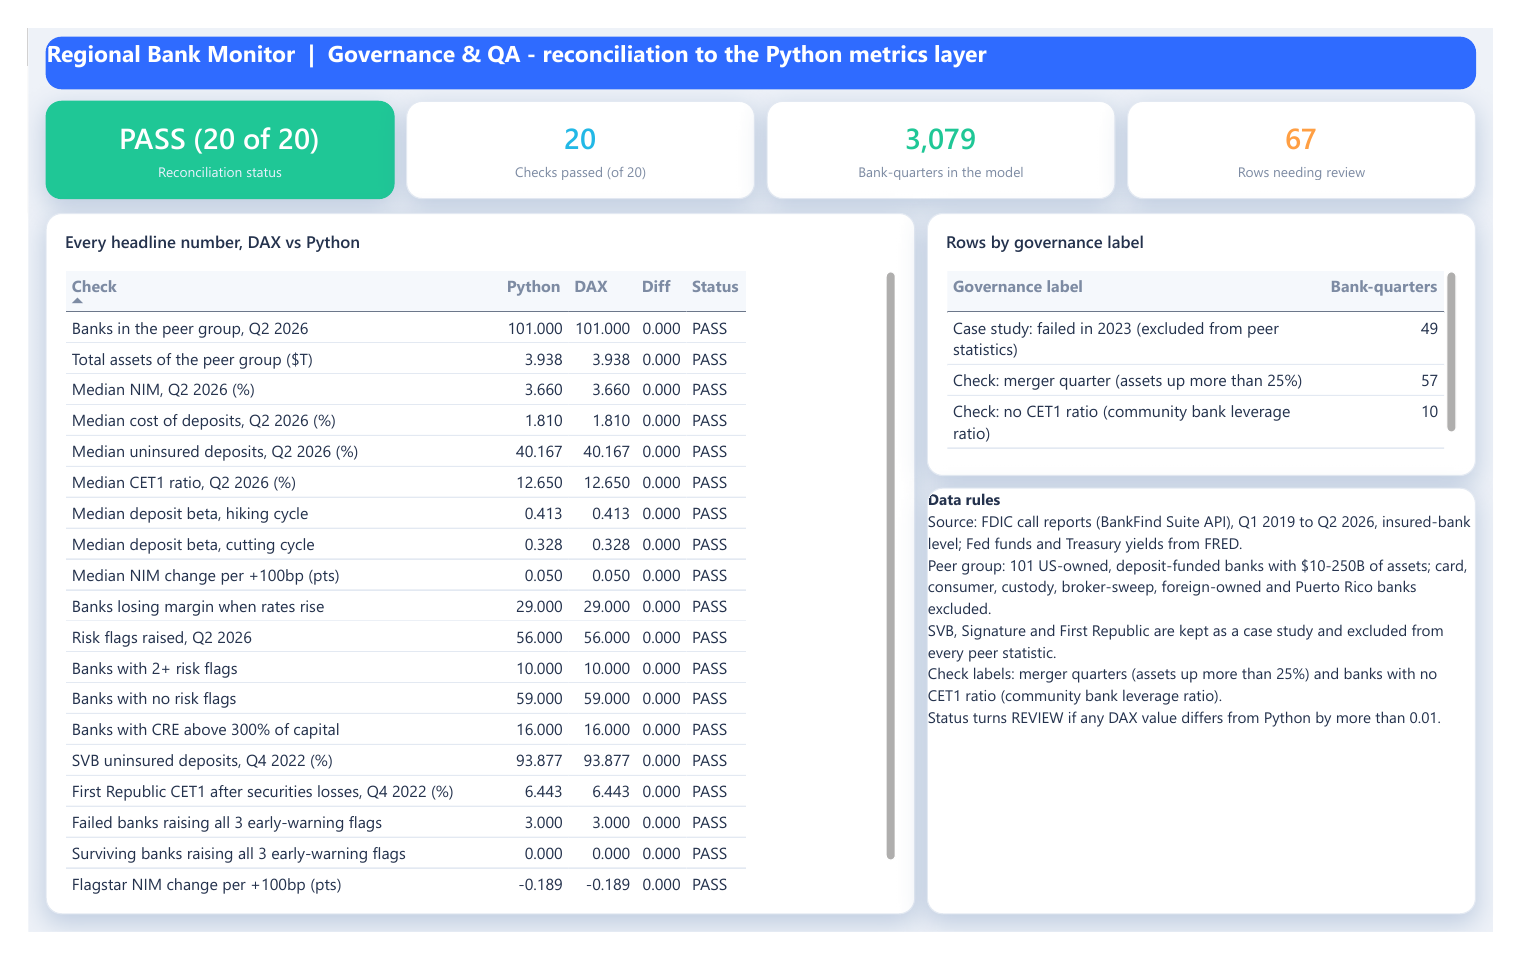 Regional Bank Monitor | Governance & QA - reconciliation to the Python metrics layer
PASS (20 of 20)
Reconciliation status
20
Checks passed (of 20)
3,079
Bank-quarters in the model
67
Rows needing review
Every headline number, DAX vs Python
Check Python DAX Diff Status
Banks in the peer group, Q2 2026 101.000 101.000 0.000 PASS
Total assets of the peer group ($T) 3.938 3.938 0.000 PASS
Median NIM, Q2 2026 (%) 3.660 3.660 0.000 PASS
Median cost of deposits, Q2 2026 (%) 1.810 1.810 0.000 PASS
Median uninsured deposits, Q2 2026 (%) 40.167 40.167 0.000 PASS
Median CET1 ratio, Q2 2026 (%) 12.650 12.650 0.000 PASS
Median deposit beta, hiking cycle 0.413 0.413 0.000 PASS
Median deposit beta, cutting cycle 0.328 0.328 0.000 PASS
Median NIM change per +100bp (pts) 0.050 0.050 0.000 PASS
Banks losing margin when rates rise 29.000 29.000 0.000 PASS
Risk flags raised, Q2 2026 56.000 56.000 0.000 PASS
Banks with 2+ risk flags 10.000 10.000 0.000 PASS
Banks with no risk flags 59.000 59.000 0.000 PASS
Banks with CRE above 300% of capital 16.000 16.000 0.000 PASS
SVB uninsured deposits, Q4 2022 (%) 93.877 93.877 0.000 PASS
First Republic CET1 after securities losses, Q4 2022 (%) 6.443 6.443 0.000 PASS
Failed banks raising all 3 early-warning flags 3.000 3.000 0.000 PASS
Surviving banks raising all 3 early-warning flags 0.000 0.000 0.000 PASS
Flagstar NIM change per +100bp (pts) -0.189 -0.189 0.000 PASS
Rows by governance label
Governance label Bank-quarters
Case study: failed in 2023 (excluded from peer 49
statistics)
Check: merger quarter (assets up more than 25%) 57
Check: no CET1 ratio (community bank leverage 10
ratio)
Data rules
Source: FDIC call reports (BankFind Suite API), Q1 2019 to Q2 2026, insured-bank
level; Fed funds and Treasury yields from FRED.
Peer group: 101 US-owned, deposit-funded banks with $10-250B of assets; card,
consumer, custody, broker-sweep, foreign-owned and Puerto Rico banks
excluded.
SVB, Signature and First Republic are kept as a case study and excluded from
every peer statistic.
Check labels: merger quarters (assets up more than 25%) and banks with no
CET1 ratio (community bank leverage ratio).
Status turns REVIEW if any DAX value differs from Python by more than 0.01.